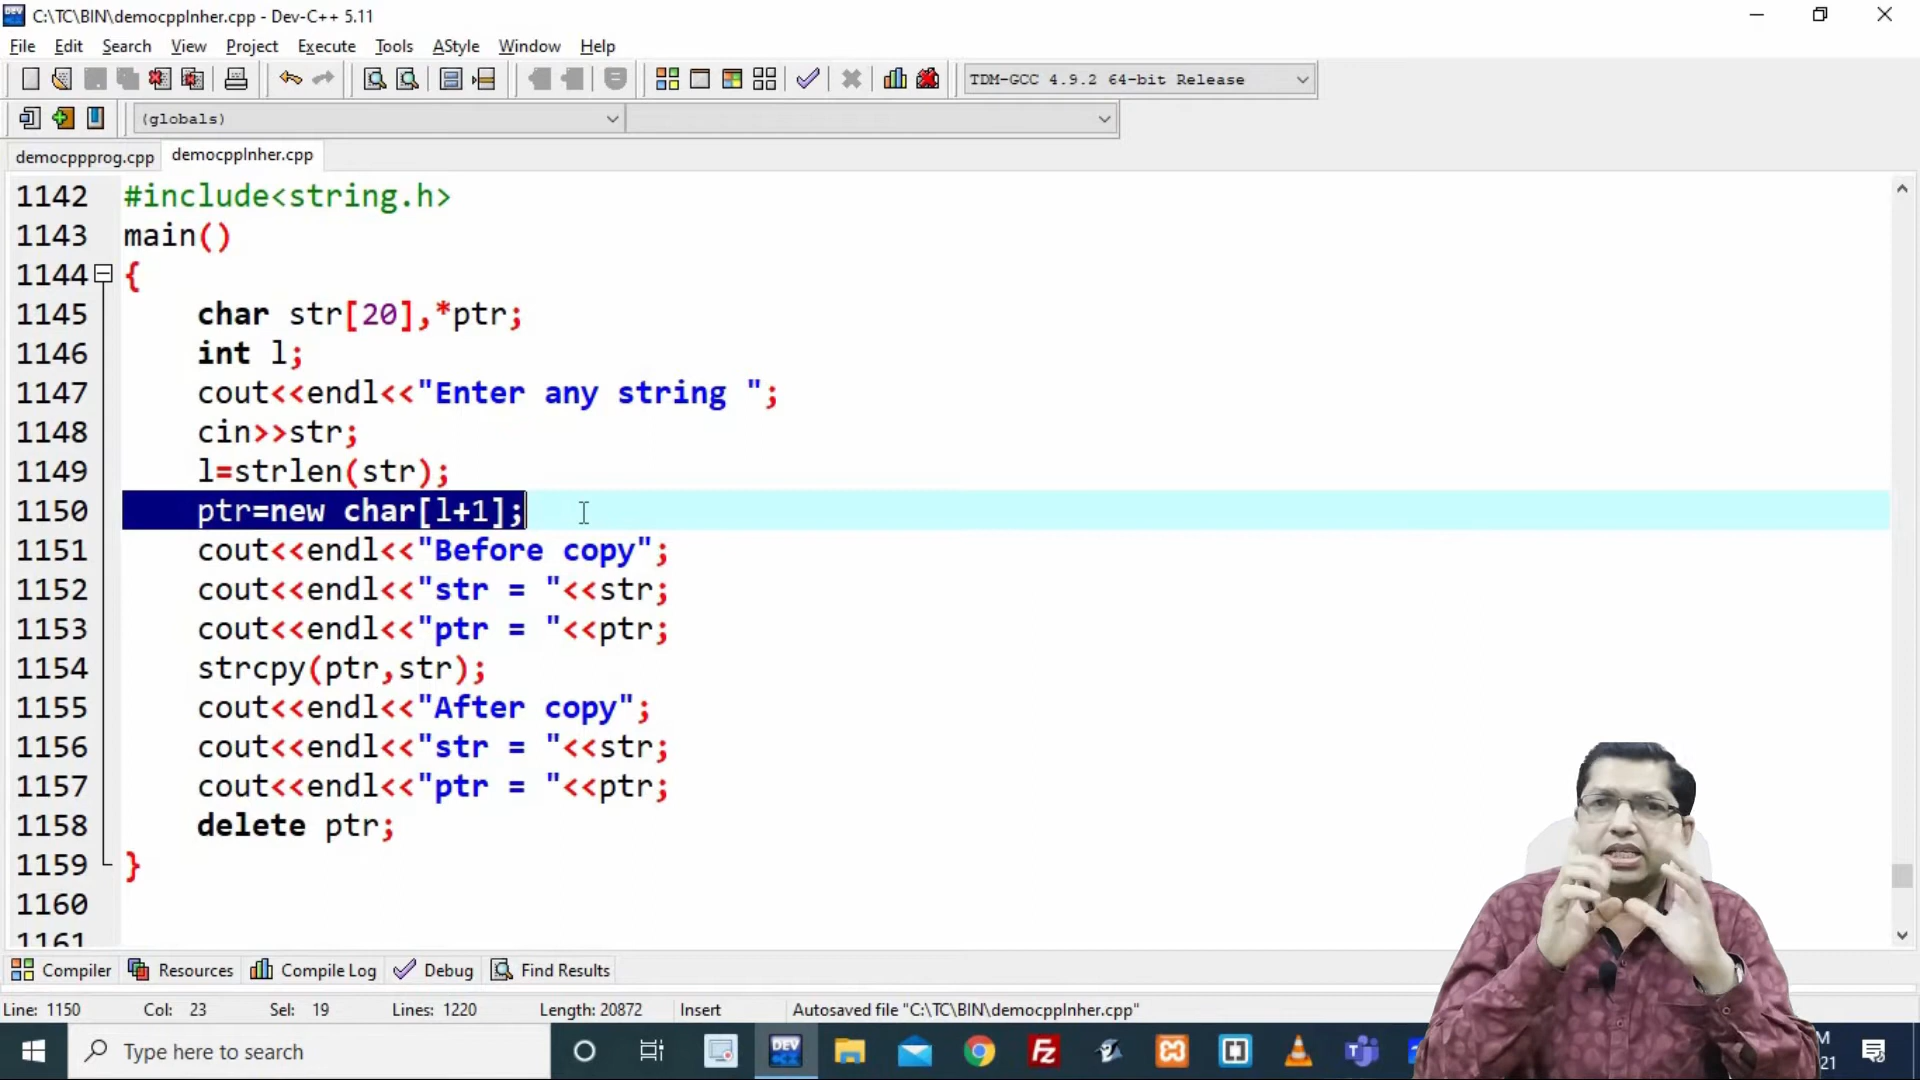 C:\TC\BIN\democppInher.cpp - Dev-C++ 5.11
File Edit Search View Project Execute Tools AStyle Window Help
TDM-GCC 4.9.2 64-bit Release
(globals)
democppprog.cpp democppInher.cpp
1142 #include<string.h>
1143 main()
1144 {
1145 char str[20],*ptr;
1146 int l;
1147 cout<<endl<<"Enter any string ";
1148 cin>>str;
1149 l=strlen(str);
1150 ptr=new char[l+1];
1151 cout<<endl<<"Before copy";
1152 cout<<endl<<"str = "<<str;
1153 cout<<endl<<"ptr = "<<ptr;
1154 strcpy(ptr,str);
1155 cout<<endl<<"After copy";
1156 cout<<endl<<"str = "<<str;
1157 cout<<endl<<"ptr = "<<ptr;
1158 delete ptr;
1159 }
1160
1161
Compiler Resources Compile Log Debug Find Results
Line: 1150 Col: 23 Sel: 19 Lines: 1220 Length: 20872 Insert Autosaved file "C:\TC\BIN\democppInher.cpp"
DEV
Type here to search